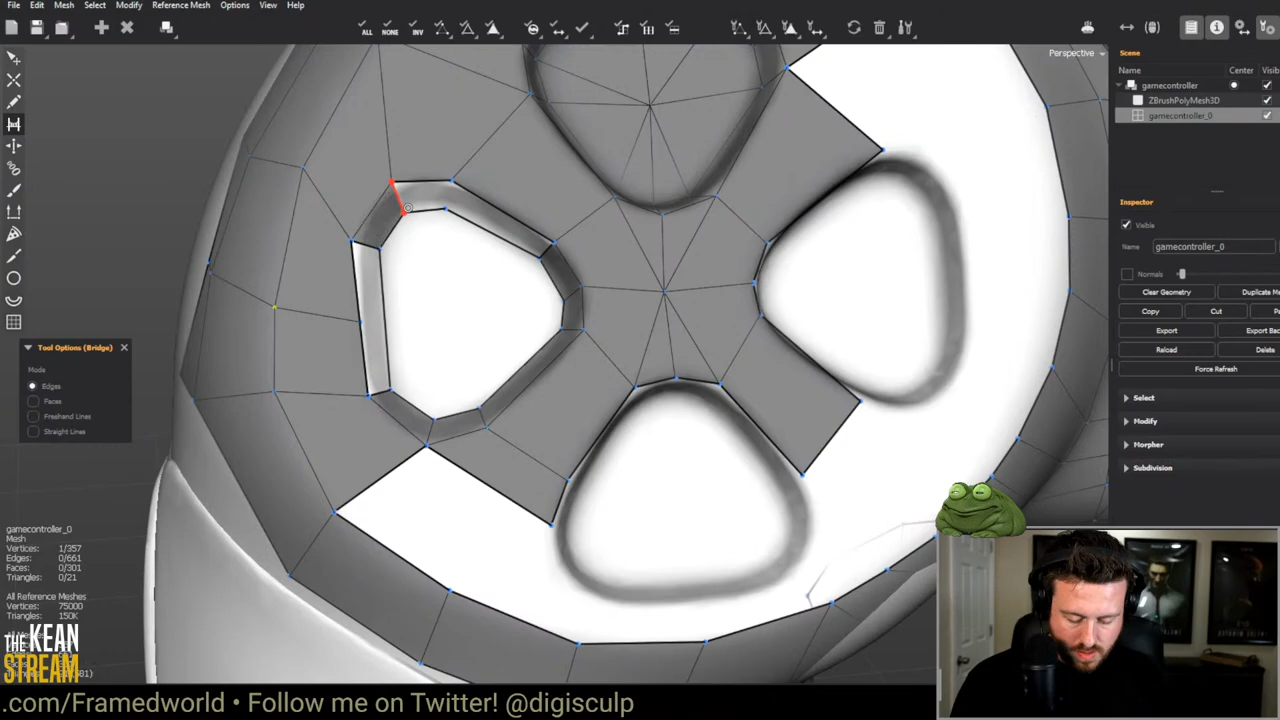 File Edit Mesh Select Reference Mesh Options View Help
ALL NONE INV
Perspective
Scene
Name Center Visib
gamecontroller
ZBrushPolyMesh3D
gamecontroller_0
Inspector
Visible
Name gamecontroller_0
Normals
Clear Geometry Duplicate Me
Copy Cut Pa
Export Export Bac
Reload Delete
Force Refresh
Select
Modify
Morpher
Subdivision
Tool Options (Bridge)
Mode
Edges
Faces
Freehand Lines
Straight Lines
gamecontroller_0
Mesh
Vertices: 1/357
Edges: 0/661
Faces: 0/301
Triangles: 0/21
All Reference Meshes
Vertices: 75000
Triangles: 150K
THE KEAN
STREAM
.com/Framedworld • Follow me on Twitter! @digisculp